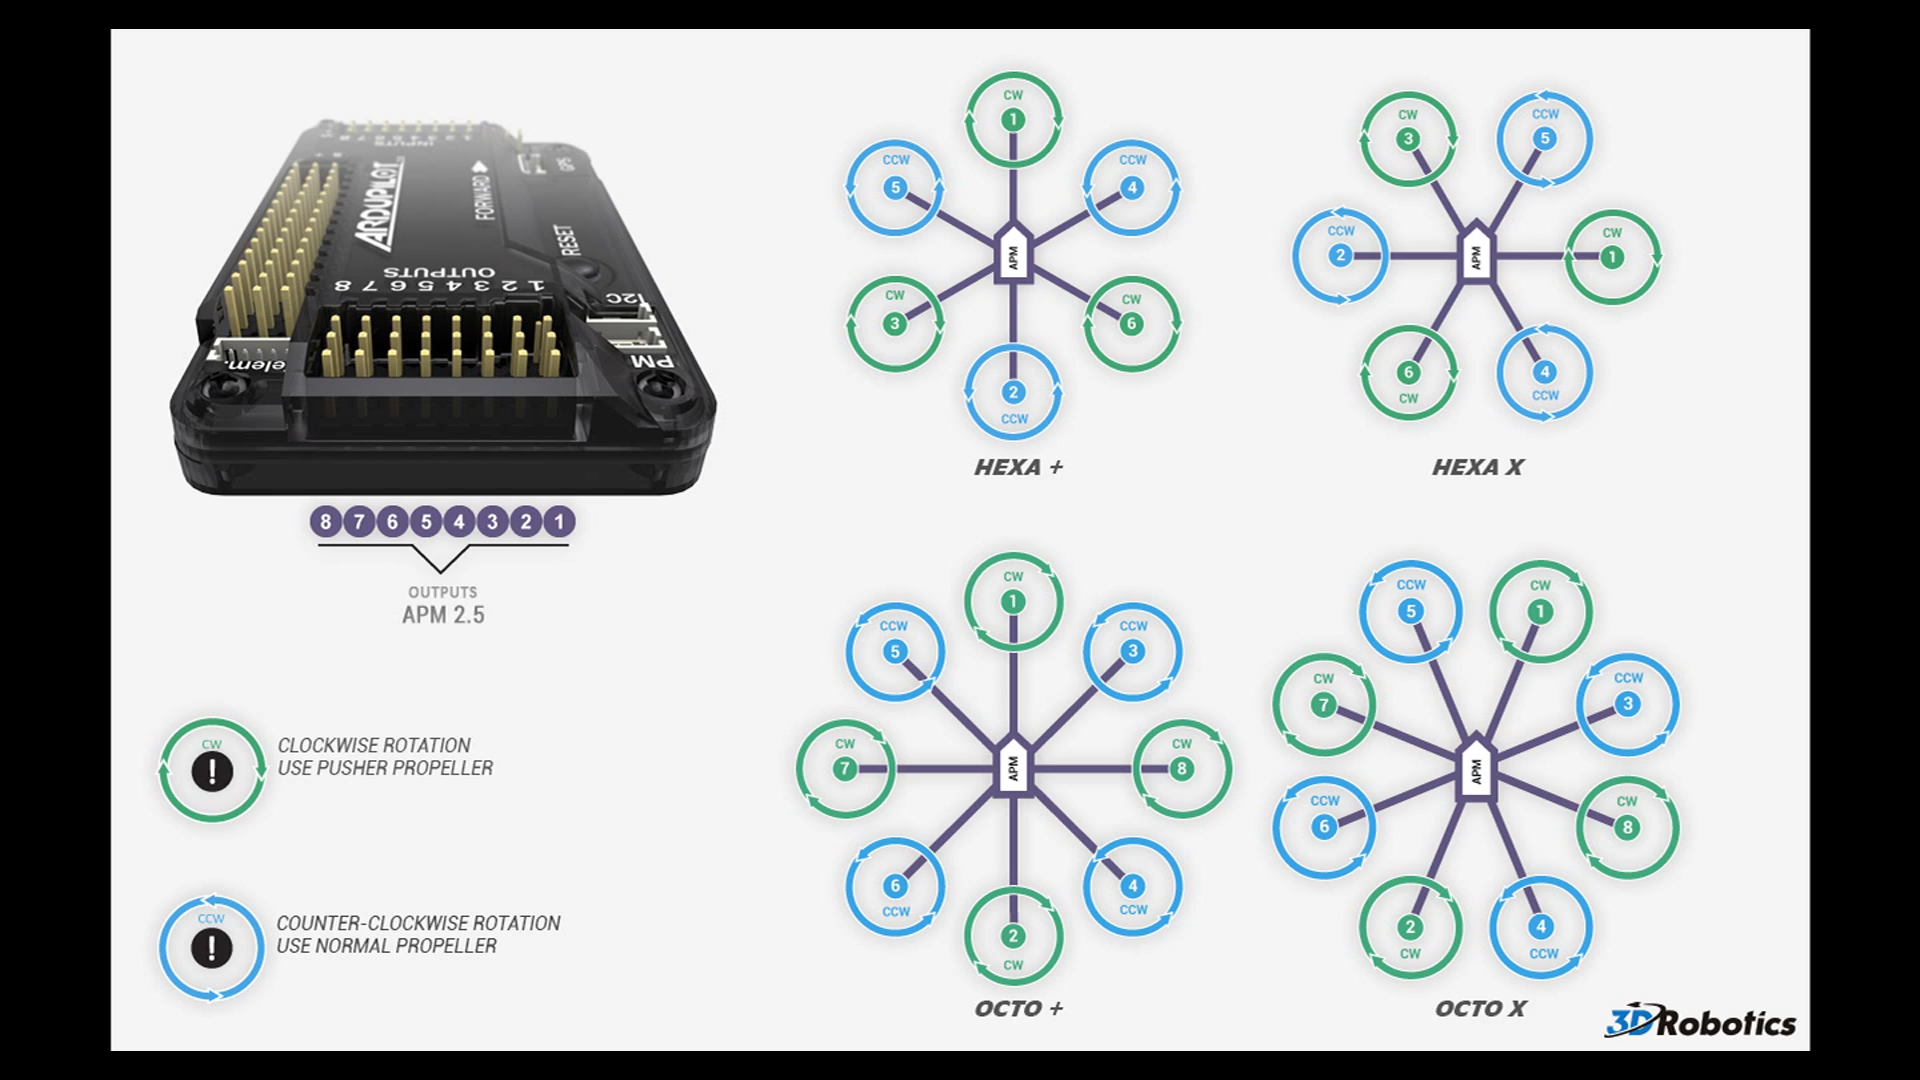 INPUTS
ARDUPILOT
FORWARD
GPS
RESET
OUTPUTS
8 7 6 5 4 3 2 1
I2C
PM
Telem.
8 7 6 5 4 3 2 1
OUTPUTS
APM 2.5
CW
!
CLOCKWISE ROTATION
USE PUSHER PROPELLER
CCW
!
COUNTER-CLOCKWISE ROTATION
USE NORMAL PROPELLER
CW
1
CCW
5
CCW
4
APM
CW
3
CW
6
2
CCW
HEXA +
CW
3
CCW
5
CCW
2
APM
CW
1
6
CW
4
CCW
HEXA X
CW
1
CCW
5
CCW
3
CW
7
APM
CW
8
6
CCW
4
CCW
2
CW
OCTO +
CCW
5
CW
1
CW
7
CCW
3
APM
CCW
6
CW
8
2
CW
4
CCW
OCTO X
3DRobotics